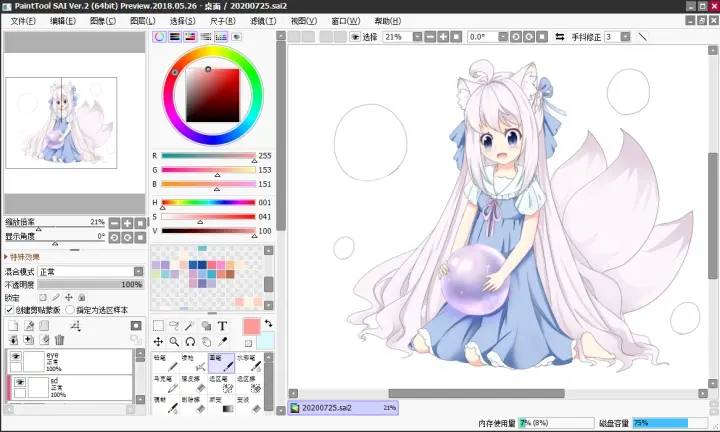 PaintTool SAI Ver.2 (64bit) Preview.2018.05.26 - 桌面 / 20200725.sai2
文件(F) 编辑(E) 图像(C) 图层(L) 选择(S) 尺子(R) 滤镜(T) 视图(V) 窗口(W) 帮助(H)
选择 21% 0.0° 手抖修正 3
R 255
G 153
B 151
H 001
S 041
V 100
缩放倍率 21%
显示角度 0°
特殊效果
混合模式 正常
不透明度 100%
锁定
创建剪贴蒙版 指定为选区样本
eye
正常
100%
sd
正常
100%
T
铅笔 喷枪 画笔 水彩笔
马克笔 橡皮擦 选区笔 选区擦
模糊 渐变
20200725.sai2 21%
内存使用量 7% (8%) 磁盘容量 75%